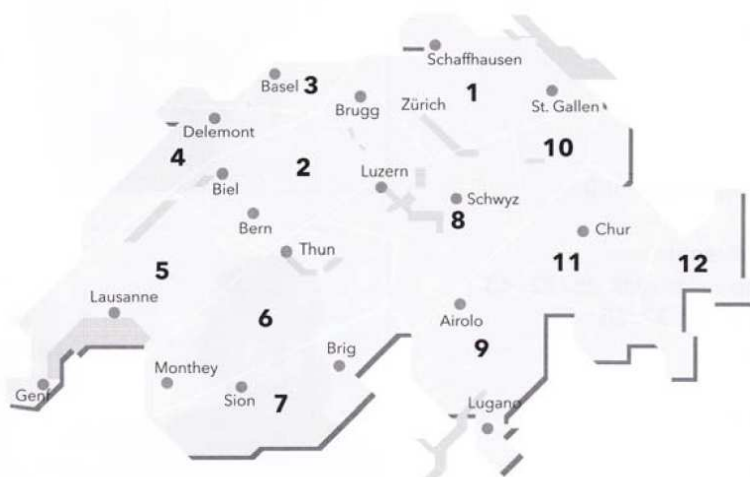 Schaffhausen
Basel
3
Brugg
Zürich
1
St. Gallen
Delemont
4
2
10
Biel
Luzern
Schwyz
8
Bern
Thun
Chur
11
12
5
Lausanne
6
Airolo
9
Brig
Monthey
Genf
Sion
7
Lugano